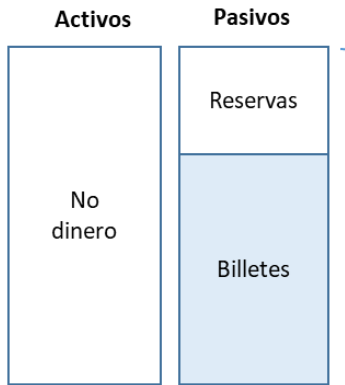 Activos
Pasivos
Reservas
No
dinero
Billetes